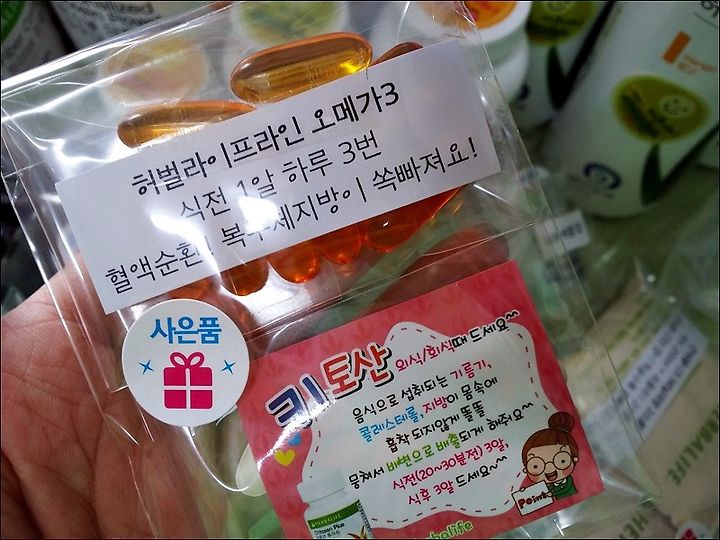 허벌라이프라인 오메가3
식전 1알 하루 3번
혈액순환! 복부체지방이 쏙빠져요!
사은품
키토산 외식/회식때 드세요~
음식으로 섭취되는 기름기,
콜레스테롤,지방이 몸속에
흡착 되지않게 똘똘
뭉쳐서 배변으로 배출되게 해줘요~
식전(20~30분전) 3알,
식후 3알 드세요~~
Point
HERBALIFE